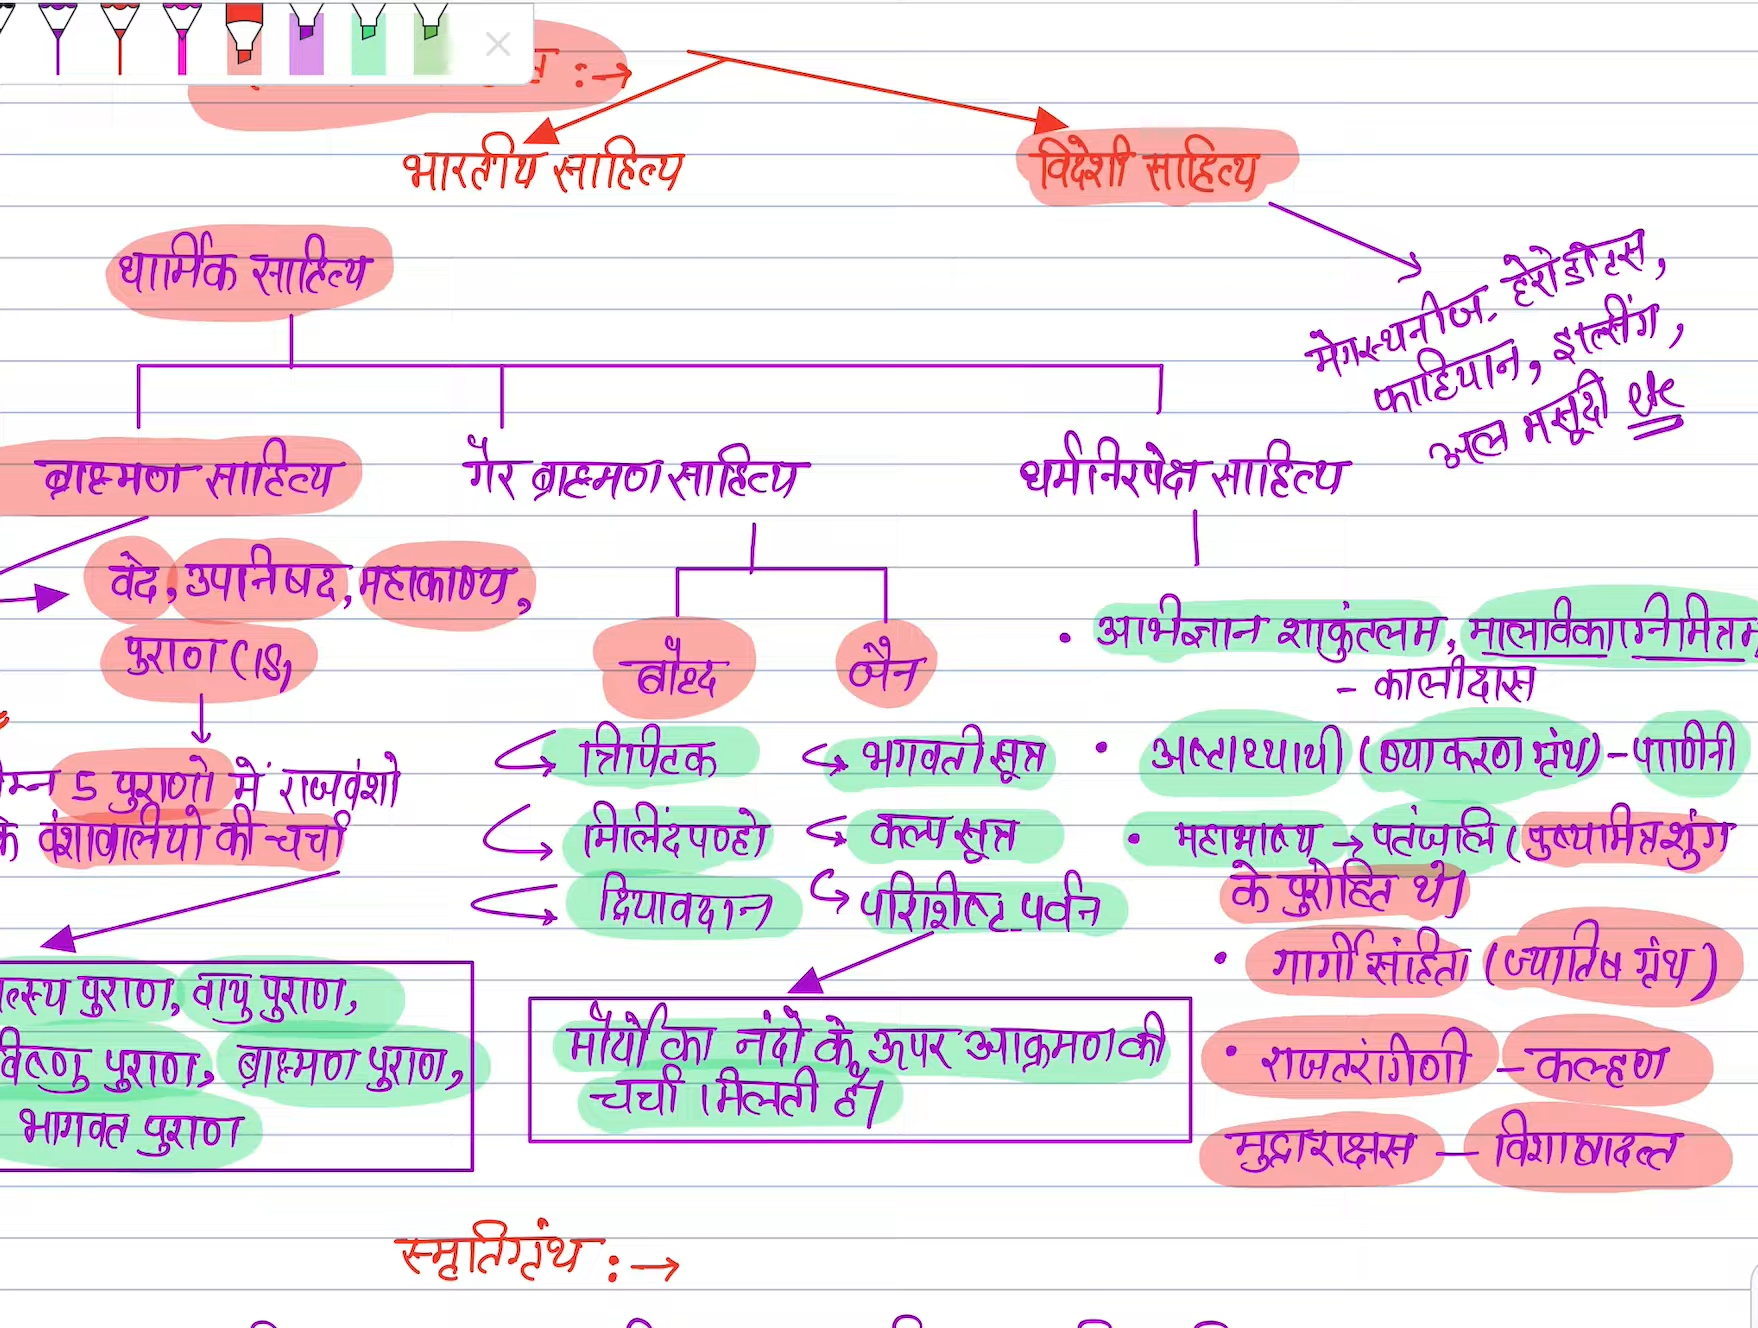 :→
भारतीय साहित्य
विदेशी साहित्य
धार्मिक साहित्य
मेगस्थनीज, हेरोडोटस,
फाहियान, इत्सिंग,
अल मसूदी etc
ब्राह्मण साहित्य
गैर ब्राह्मण साहित्य
धर्मनिरपेक्ष साहित्य
वेद, उपनिषद, महाकाव्य,
पुराण (18)
5 पुराणो में राजवंशो
के वंशावलियो की चर्चा
मत्स्य पुराण, वायु पुराण,
विष्णु पुराण, ब्राह्मण पुराण,
भागवत पुराण
बौद्ध
जैन
त्रिपिटक
मिलिंदपण्हो
दिव्यावदान
भगवती सूत्र
कल्प सूत्र
परिशिष्ट पर्वन
मौर्यो का नंदो के ऊपर आक्रमण की
चर्चा मिलती है।
• अभिज्ञान शाकुंतलम, मालविकाग्निमित्रम
- कालीदास
• अष्टाध्यायी (व्याकरण ग्रंथ) - पाणीनी
• महाभाष्य → पतंजलि (पुष्यमित्र शुंग
के पुरोहित थे)
• गार्गी संहिता (ज्योतिष ग्रंथ)
• राजतरंगिणी - कल्हण
मुद्राराक्षस - विशाखादत्त
स्मृतिग्रंथ :→